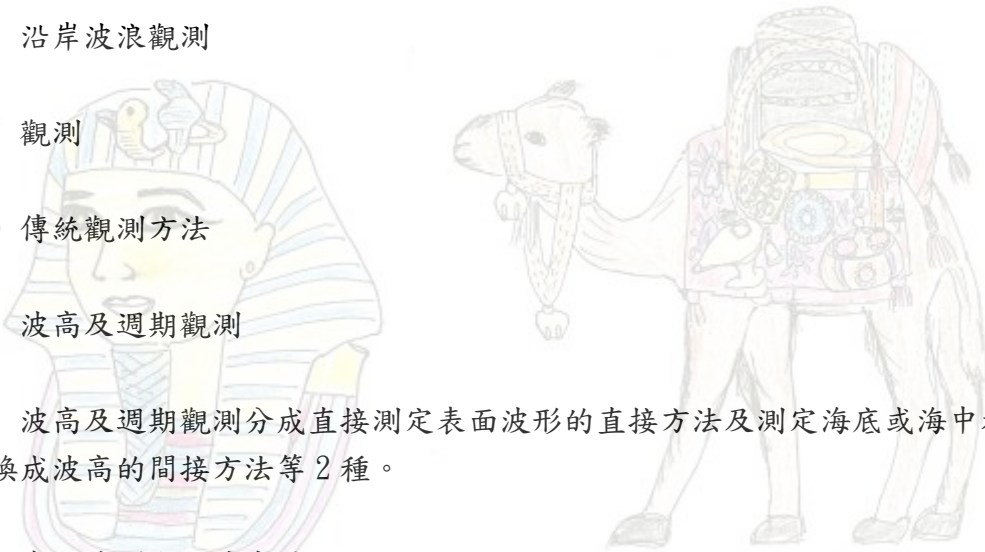 沿岸波浪觀測
觀測
傳統觀測方法
波高及週期觀測
波高及週期觀測分成直接測定表面波形的直接方法及測定海底或海中
換成波高的間接方法等 2 種。